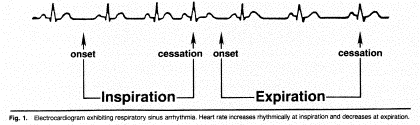 onset cessation onset cessation
Inspiration Expiration
Fig. 1. Electrocardiogram exhibiting respiratory sinus arrhythmia. Heart rate increases rhythmically at inspiration and decreases at expiration.